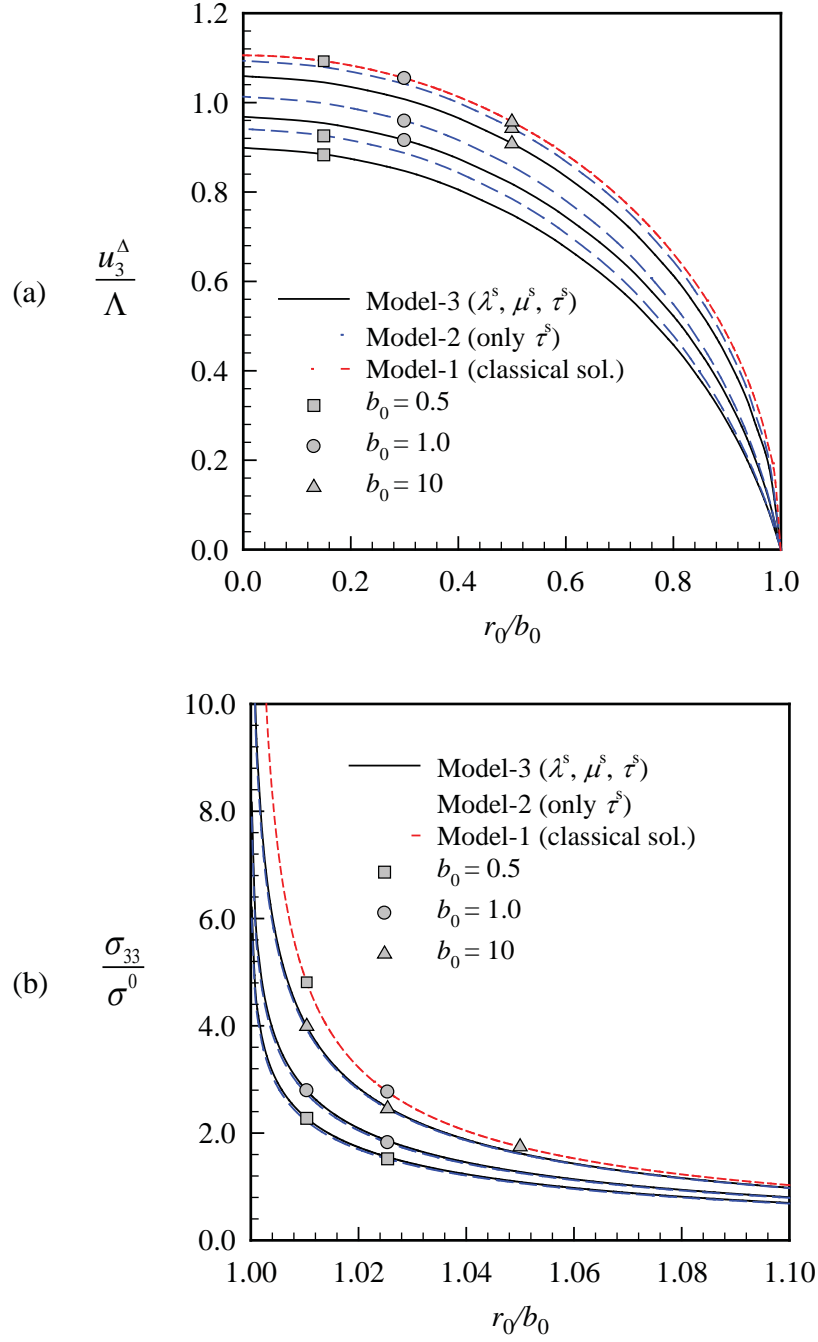 1.2
1.0
0.8
0.6
0.4
0.2
0.0
(a)
u₃^Δ
Λ
Model-3 (λˢ, μˢ, τˢ)
Model-2 (only τˢ)
Model-1 (classical sol.)
b₀ = 0.5
b₀ = 1.0
b₀ = 10
0.0 0.2 0.4 0.6 0.8 1.0
r₀/b₀
10.0
8.0
6.0
4.0
2.0
0.0
(b)
σ₃₃
σ⁰
Model-3 (λˢ, μˢ, τˢ)
Model-2 (only τˢ)
Model-1 (classical sol.)
b₀ = 0.5
b₀ = 1.0
b₀ = 10
1.00 1.02 1.04 1.06 1.08 1.10
r₀/b₀